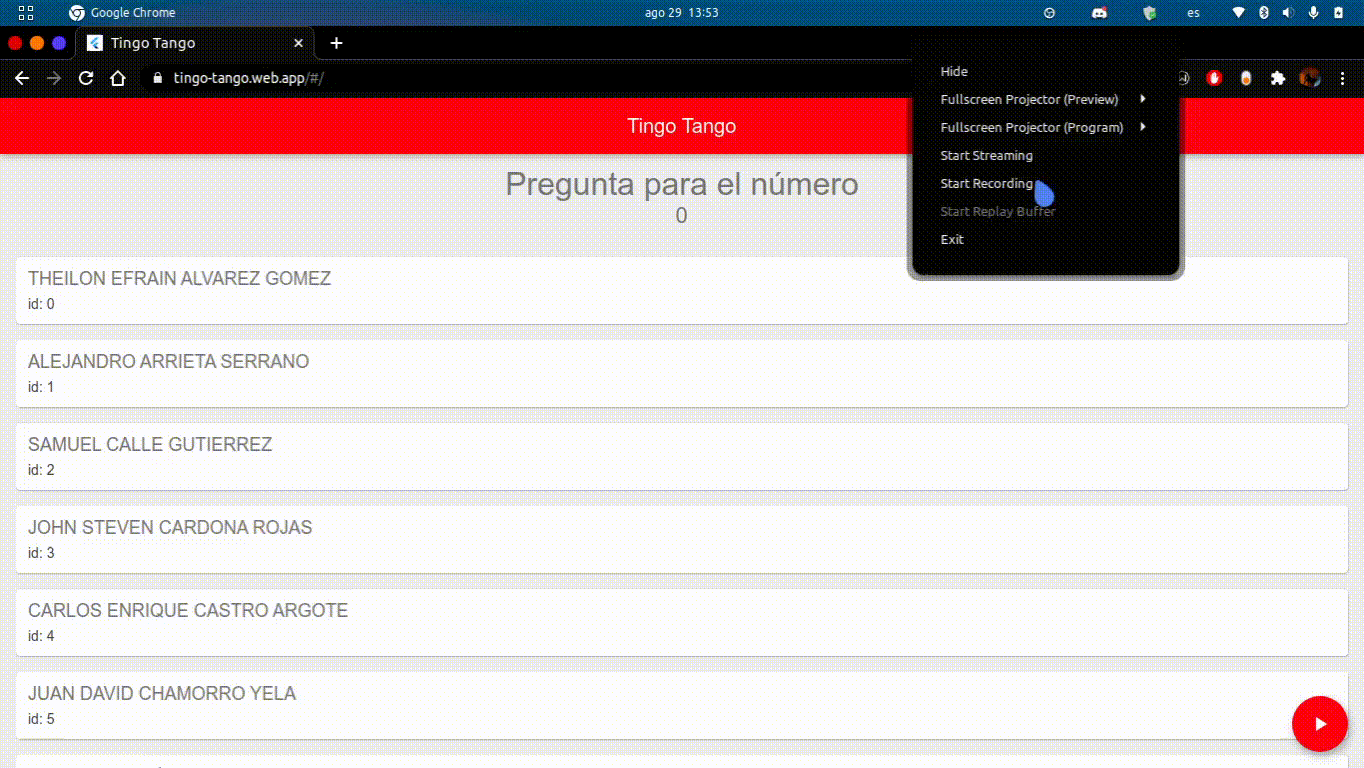 Google Chrome
ago 29 13:53
es
Tingo Tango
tingo-tango.web.app/#/
Hide
Fullscreen Projector (Preview)
Fullscreen Projector (Program)
Start Streaming
Start Recording
Start Replay Buffer
Exit
Tingo Tango
Pregunta para el número
0
THEILON EFRAIN ALVAREZ GOMEZ
id: 0
ALEJANDRO ARRIETA SERRANO
id: 1
SAMUEL CALLE GUTIERREZ
id: 2
JOHN STEVEN CARDONA ROJAS
id: 3
CARLOS ENRIQUE CASTRO ARGOTE
id: 4
JUAN DAVID CHAMORRO YELA
id: 5